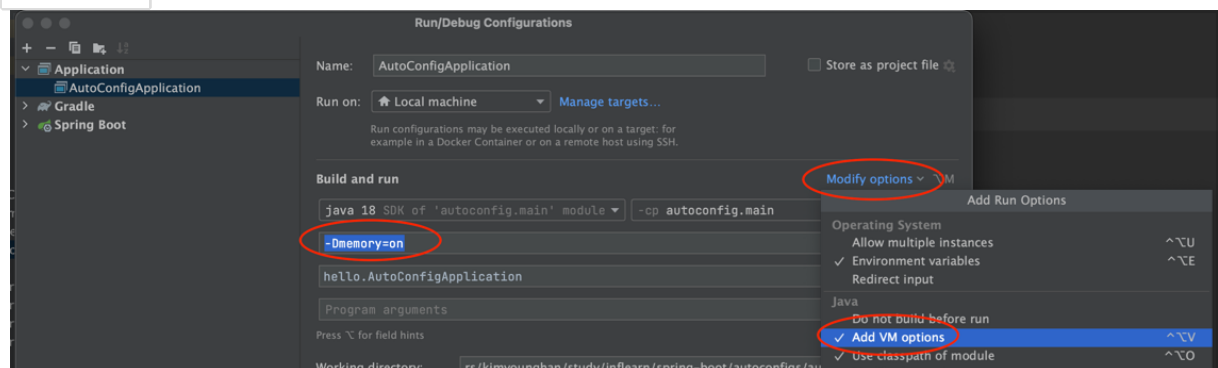 Run/Debug Configurations
Application
AutoConfigApplication
Gradle
Spring Boot
Name: AutoConfigApplication Store as project file
Run on: Local machine Manage targets...
Run configurations may be executed locally or on a target: for
example in a Docker Container or on a remote host using SSH.
Build and run Modify options ⌥M
java 18 SDK of 'autoconfig.main' module -cp autoconfig.main
-Dmemory=on
hello.AutoConfigApplication
Program arguments
Press ⌥ for field hints
Working directory:
Add Run Options
Operating System
Allow multiple instances ^⌥U
✓ Environment variables ^⌥E
Redirect input
Java
Do not build before run
✓ Add VM options ^⌥V
✓ Use classpath of module ^⌥O